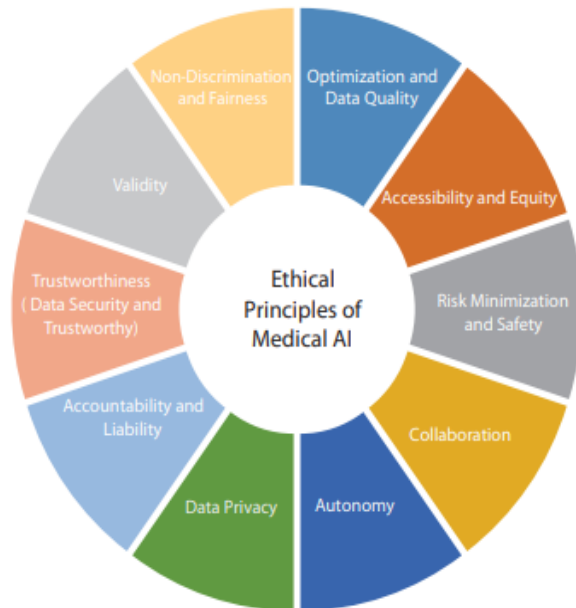 Ethical
Principles of
Medical AI
Optimization and
Data Quality
Accessibility and Equity
Risk Minimization
and Safety
Collaboration
Autonomy
Data Privacy
Accountability and
Liability
Trustworthiness
( Data Security and
Trustworthy)
Validity
Non-Discrimination
and Fairness